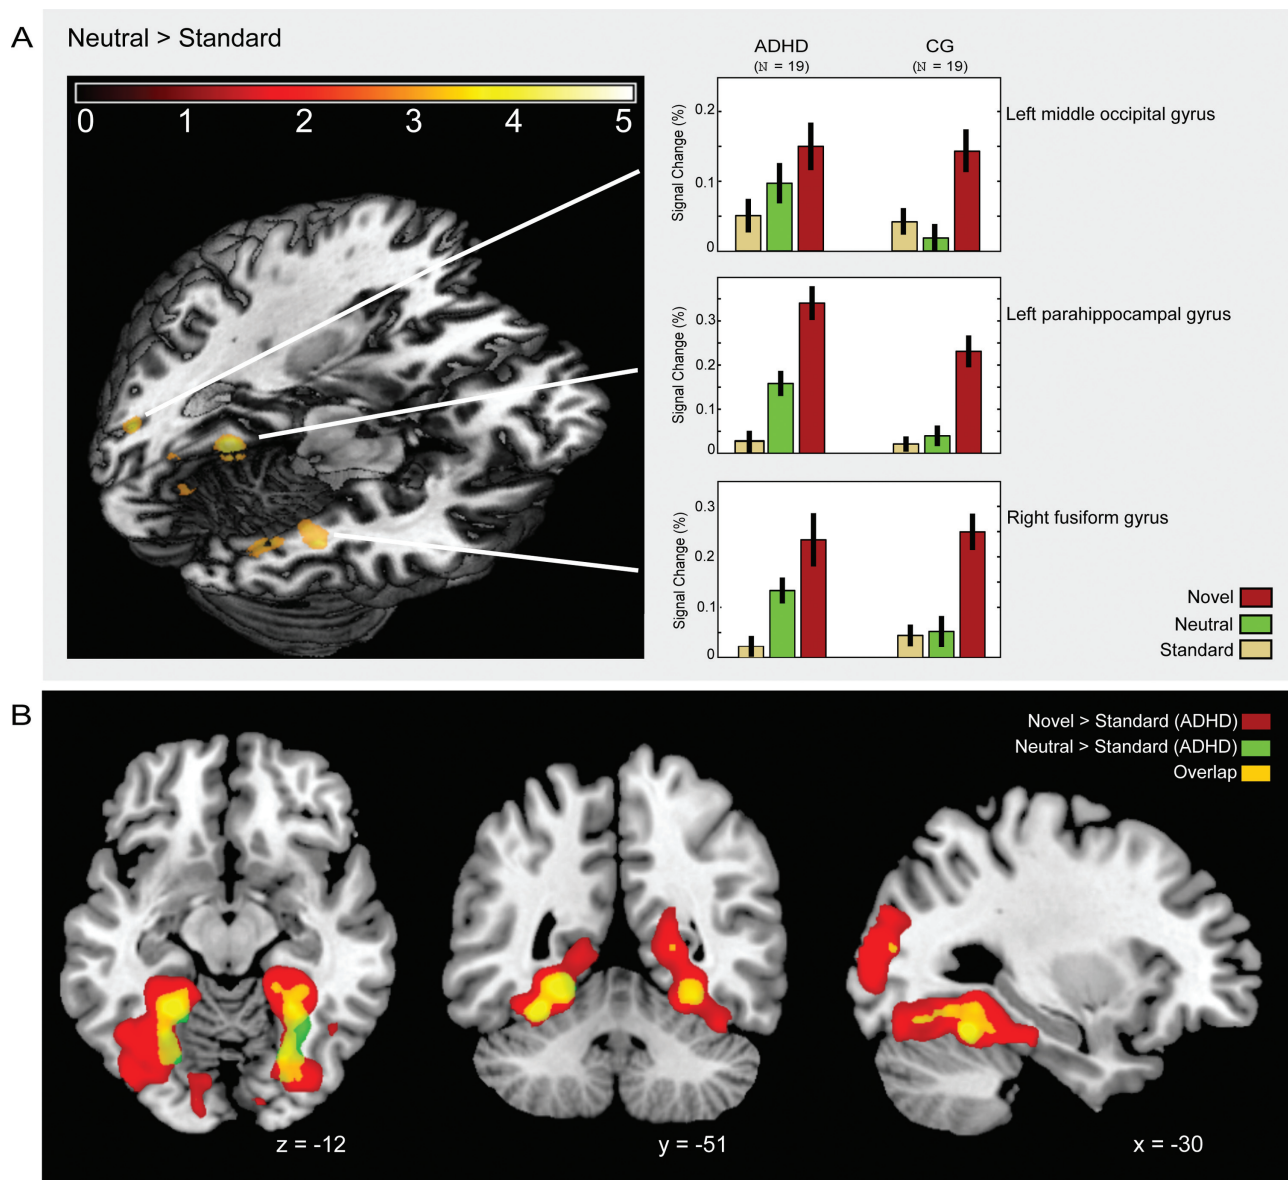 A
Neutral > Standard
0 1 2 3 4 5
ADHD
(N = 19)
CG
(N = 19)
Signal Change (%)
0.2
0.1
0
Left middle occipital gyrus
Signal Change (%)
0.3
0.2
0.1
0
Left parahippocampal gyrus
Signal Change (%)
0.3
0.2
0.1
0
Right fusiform gyrus
Novel
Neutral
Standard
B
Novel > Standard (ADHD)
Neutral > Standard (ADHD)
Overlap
z = -12
y = -51
x = -30